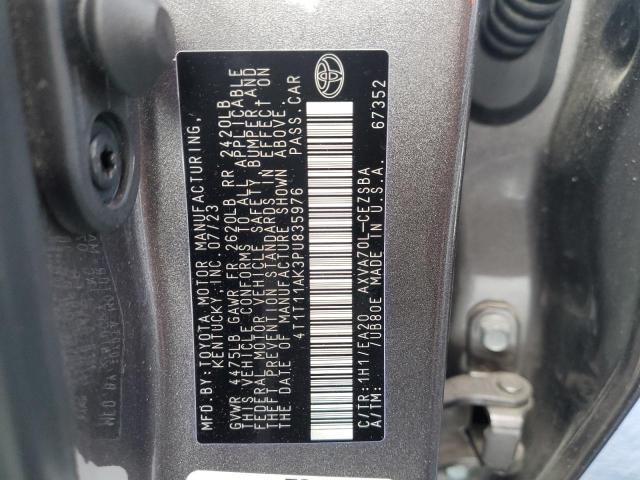 MFD.BY:TOYOTA MOTOR MANUFACTURING,
KENTUCKY, INC. 07/23
GVWR 4475LB GAWR FR 2620LB RR 2420LB
THIS VEHICLE CONFORMS TO ALL APPLICABLE
FEDERAL MOTOR VEHICLE SAFETY, BUMPER AND
THEFT PREVENTION STANDARDS IN EFFECT ON
THE DATE OF MANUFACTURE SHOWN ABOVE.
4T1T11AK3PU835976 PASS.CAR
C/TR:1H1/EA20 AXVA70L-CEZSBA
A/TM: /UB80E MADE IN U.S.A. 67352